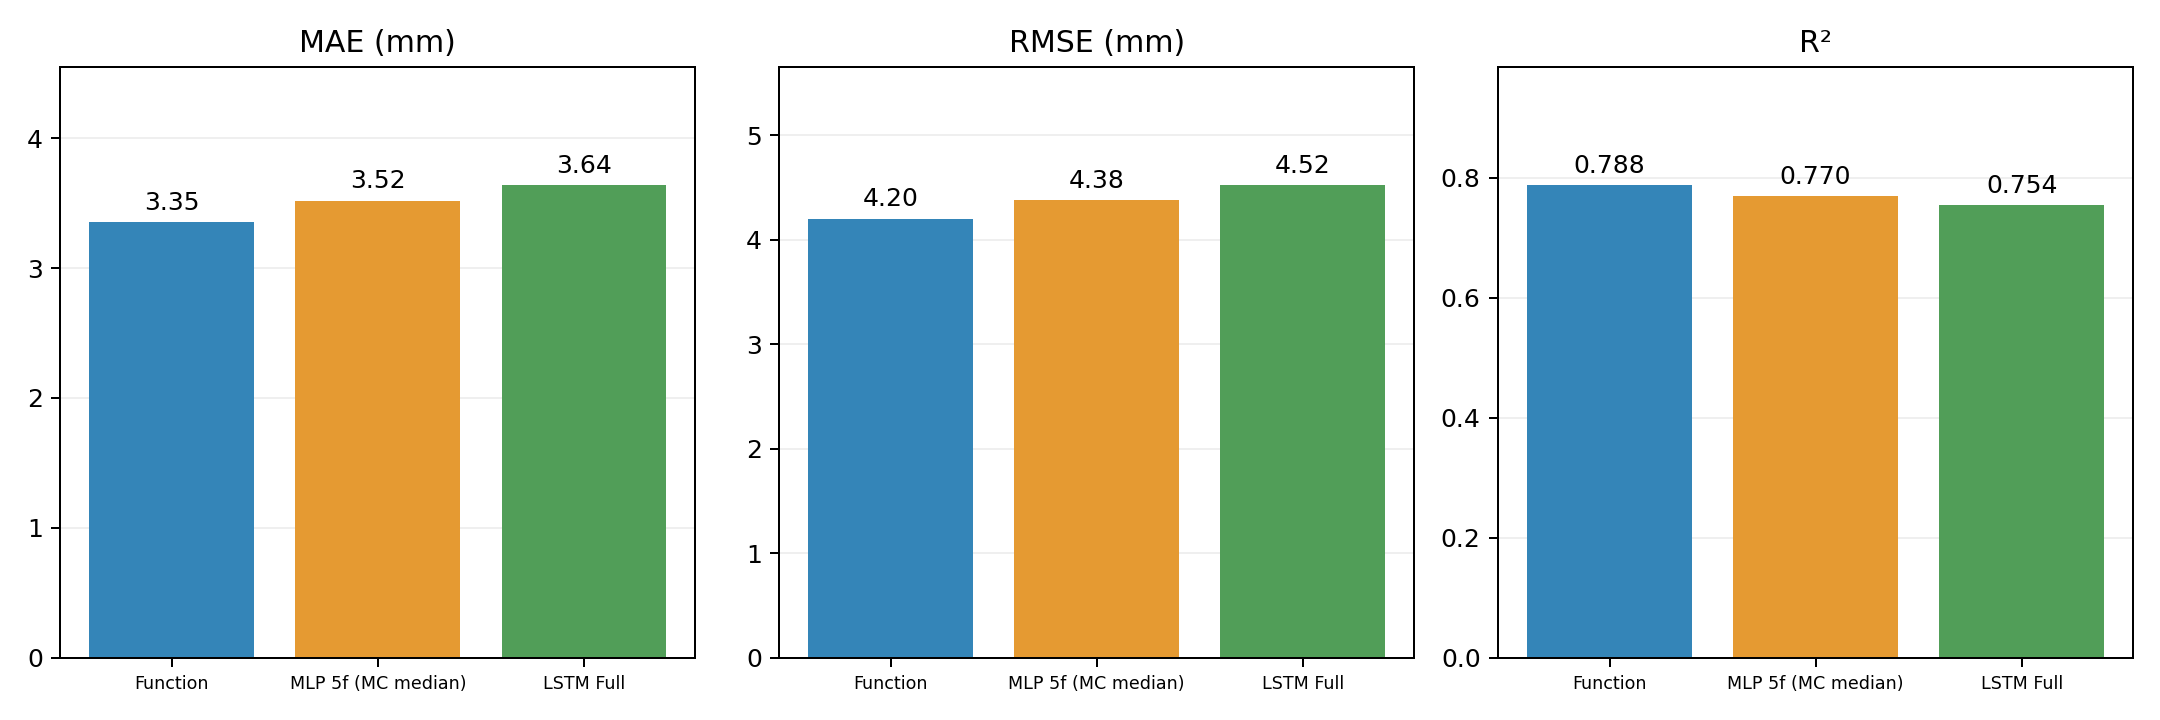 MAE (mm)
4
3
2
1
0
3.35
3.52
3.64
Function
MLP 5f (MC median)
LSTM Full
RMSE (mm)
5
4
3
2
1
0
4.20
4.38
4.52
Function
MLP 5f (MC median)
LSTM Full
R²
0.8
0.6
0.4
0.2
0.0
0.788
0.770
0.754
Function
MLP 5f (MC median)
LSTM Full